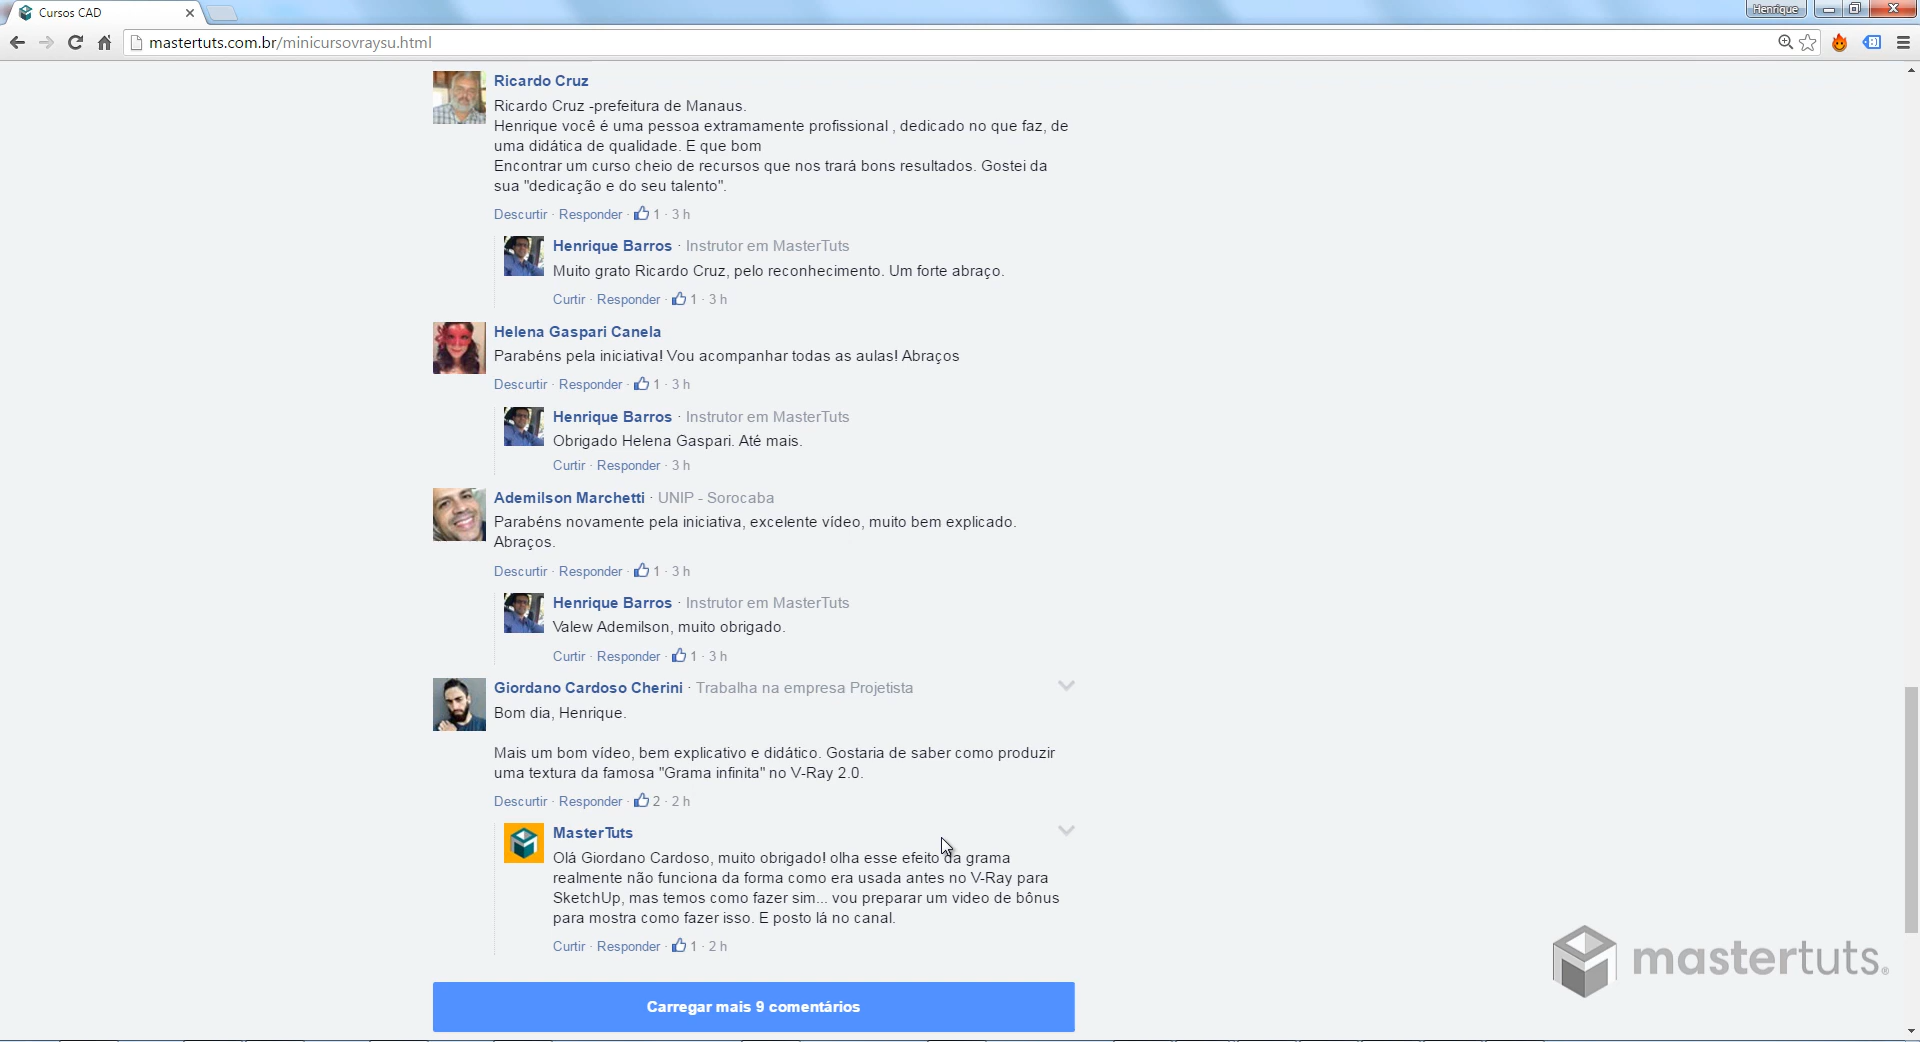 Cursos CAD
Henrique
mastertuts.com.br/minicursovraysu.html
Ricardo Cruz
Ricardo Cruz -prefeitura de Manaus.
Henrique você é uma pessoa extramamente profissional , dedicado no que faz, de
uma didática de qualidade. E que bom
Encontrar um curso cheio de recursos que nos trará bons resultados. Gostei da
sua "dedicação e do seu talento".
Descurtir · Responder · 1 · 3 h
Henrique Barros · Instrutor em MasterTuts
Muito grato Ricardo Cruz, pelo reconhecimento. Um forte abraço.
Curtir · Responder · 1 · 3 h
Helena Gaspari Canela
Parabéns pela iniciativa! Vou acompanhar todas as aulas! Abraços
Descurtir · Responder · 1 · 3 h
Henrique Barros · Instrutor em MasterTuts
Obrigado Helena Gaspari. Até mais.
Curtir · Responder · 3 h
Ademilson Marchetti · UNIP - Sorocaba
Parabéns novamente pela iniciativa, excelente vídeo, muito bem explicado.
Abraços.
Descurtir · Responder · 1 · 3 h
Henrique Barros · Instrutor em MasterTuts
Valew Ademilson, muito obrigado.
Curtir · Responder · 1 · 3 h
Giordano Cardoso Cherini · Trabalha na empresa Projetista
Bom dia, Henrique.
Mais um bom vídeo, bem explicativo e didático. Gostaria de saber como produzir
uma textura da famosa "Grama infinita" no V-Ray 2.0.
Descurtir · Responder · 2 · 2 h
MasterTuts
Olá Giordano Cardoso, muito obrigado! olha esse efeito da grama
realmente não funciona da forma como era usada antes no V-Ray para
SketchUp, mas temos como fazer sim... vou preparar um video de bônus
para mostra como fazer isso. E posto lá no canal.
Curtir · Responder · 1 · 2 h
Carregar mais 9 comentários
mastertuts®